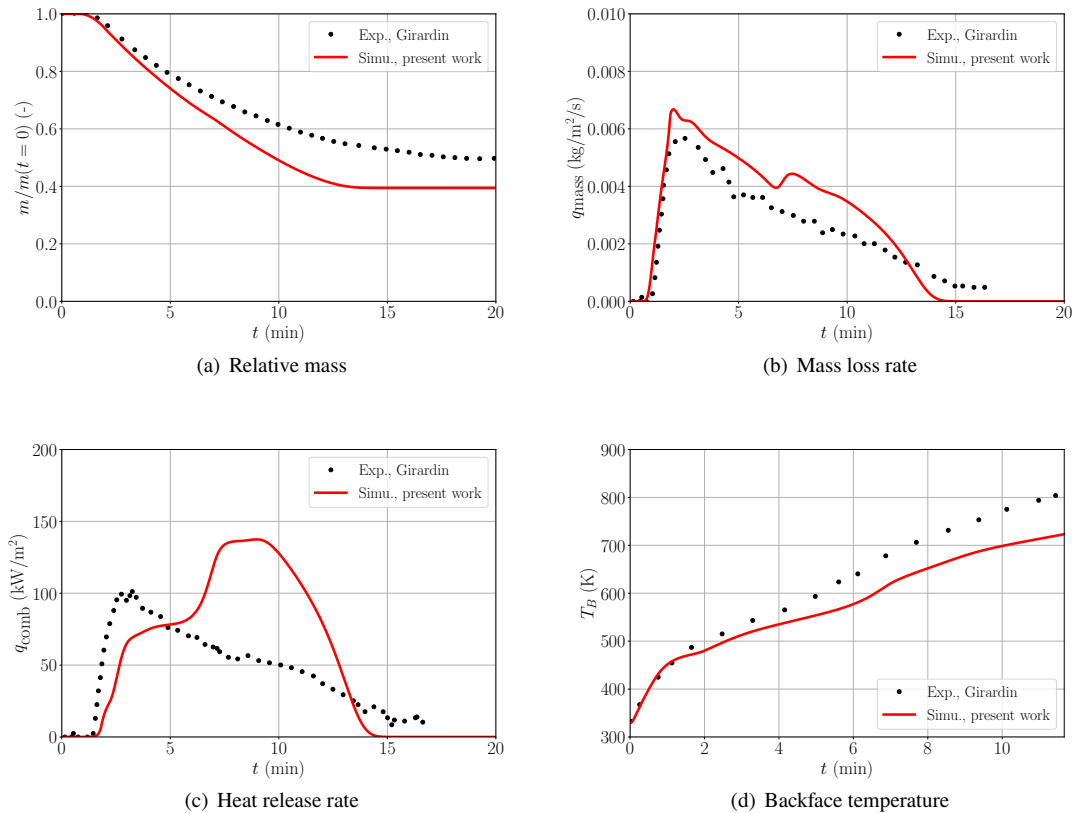 1.0
0.8
0.6
0.4
0.2
0.0
m/m(t = 0) (-)
0
5
10
15
20
t (min)
Exp., Girardin
Simu., present work
(a) Relative mass
0.010
0.008
0.006
0.004
0.002
0.000
qmass (kg/m²/s)
0
5
10
15
20
t (min)
Exp., Girardin
Simu., present work
(b) Mass loss rate
200
150
100
50
0
qcomb (kW/m²)
0
5
10
15
20
t (min)
Exp., Girardin
Simu., present work
(c) Heat release rate
900
800
700
600
500
400
300
T_B (K)
0
2
4
6
8
10
t (min)
Exp., Girardin
Simu., present work
(d) Backface temperature